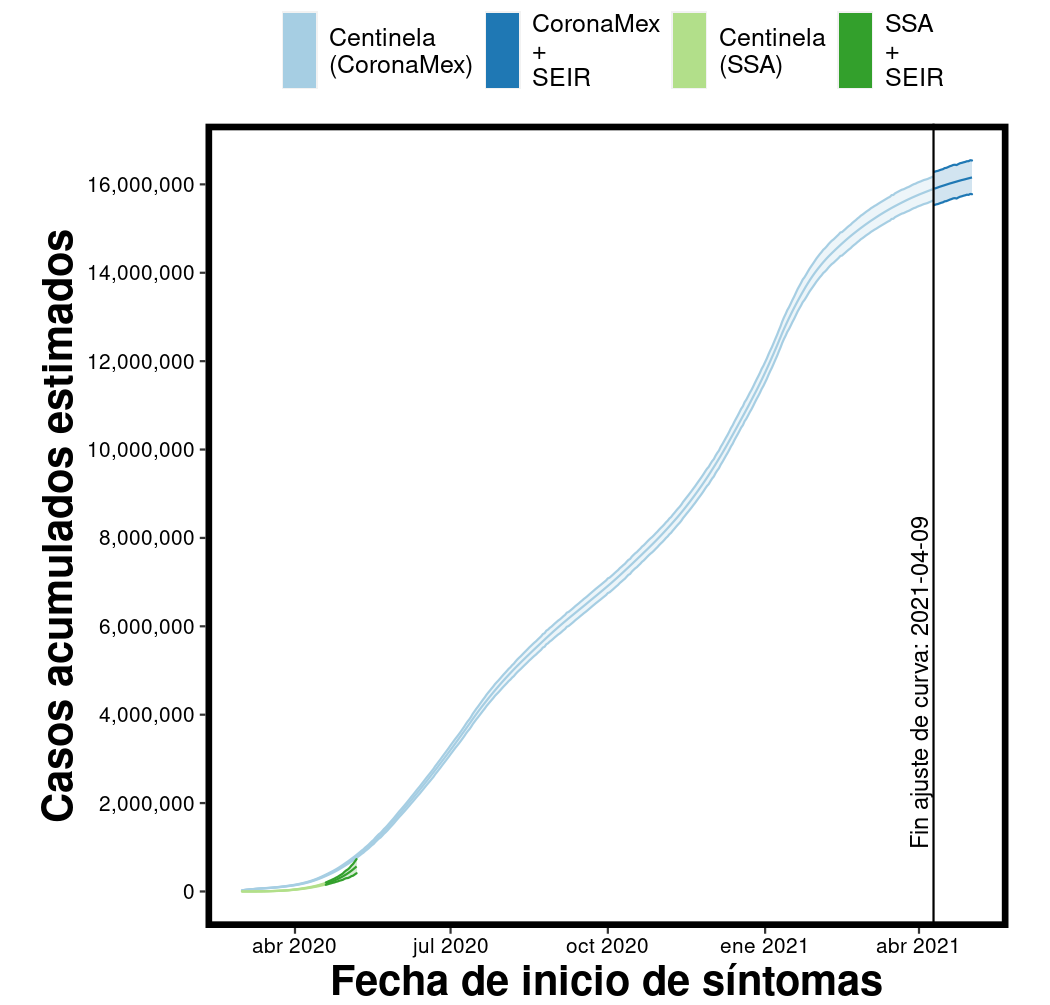 Centinela
(CoronaMex)
CoronaMex
+
SEIR
Centinela
(SSA)
SSA
+
SEIR
Casos acumulados estimados
16,000,000
14,000,000
12,000,000
10,000,000
8,000,000
6,000,000
4,000,000
2,000,000
0
Fin ajuste de curva: 2021-04-09
abr 2020
jul 2020
oct 2020
ene 2021
abr 2021
Fecha de inicio de síntomas